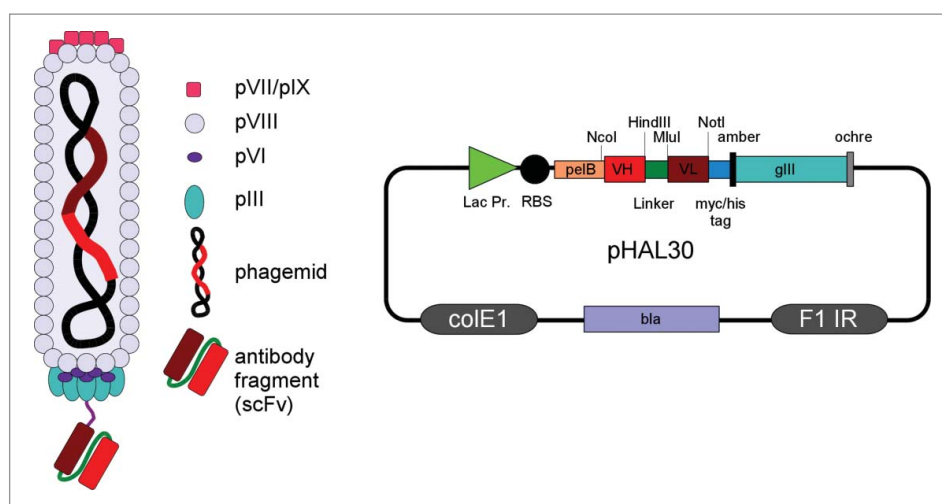 pVII/pIX
pVIII
pVI
pIII
phagemid
antibody
fragment
(scFv)
HindIII NotI
NcoI MluI amber ochre
pelB VH VL gIII
Lac Pr. RBS Linker myc/his
tag
pHAL30
colE1 bla F1 IR